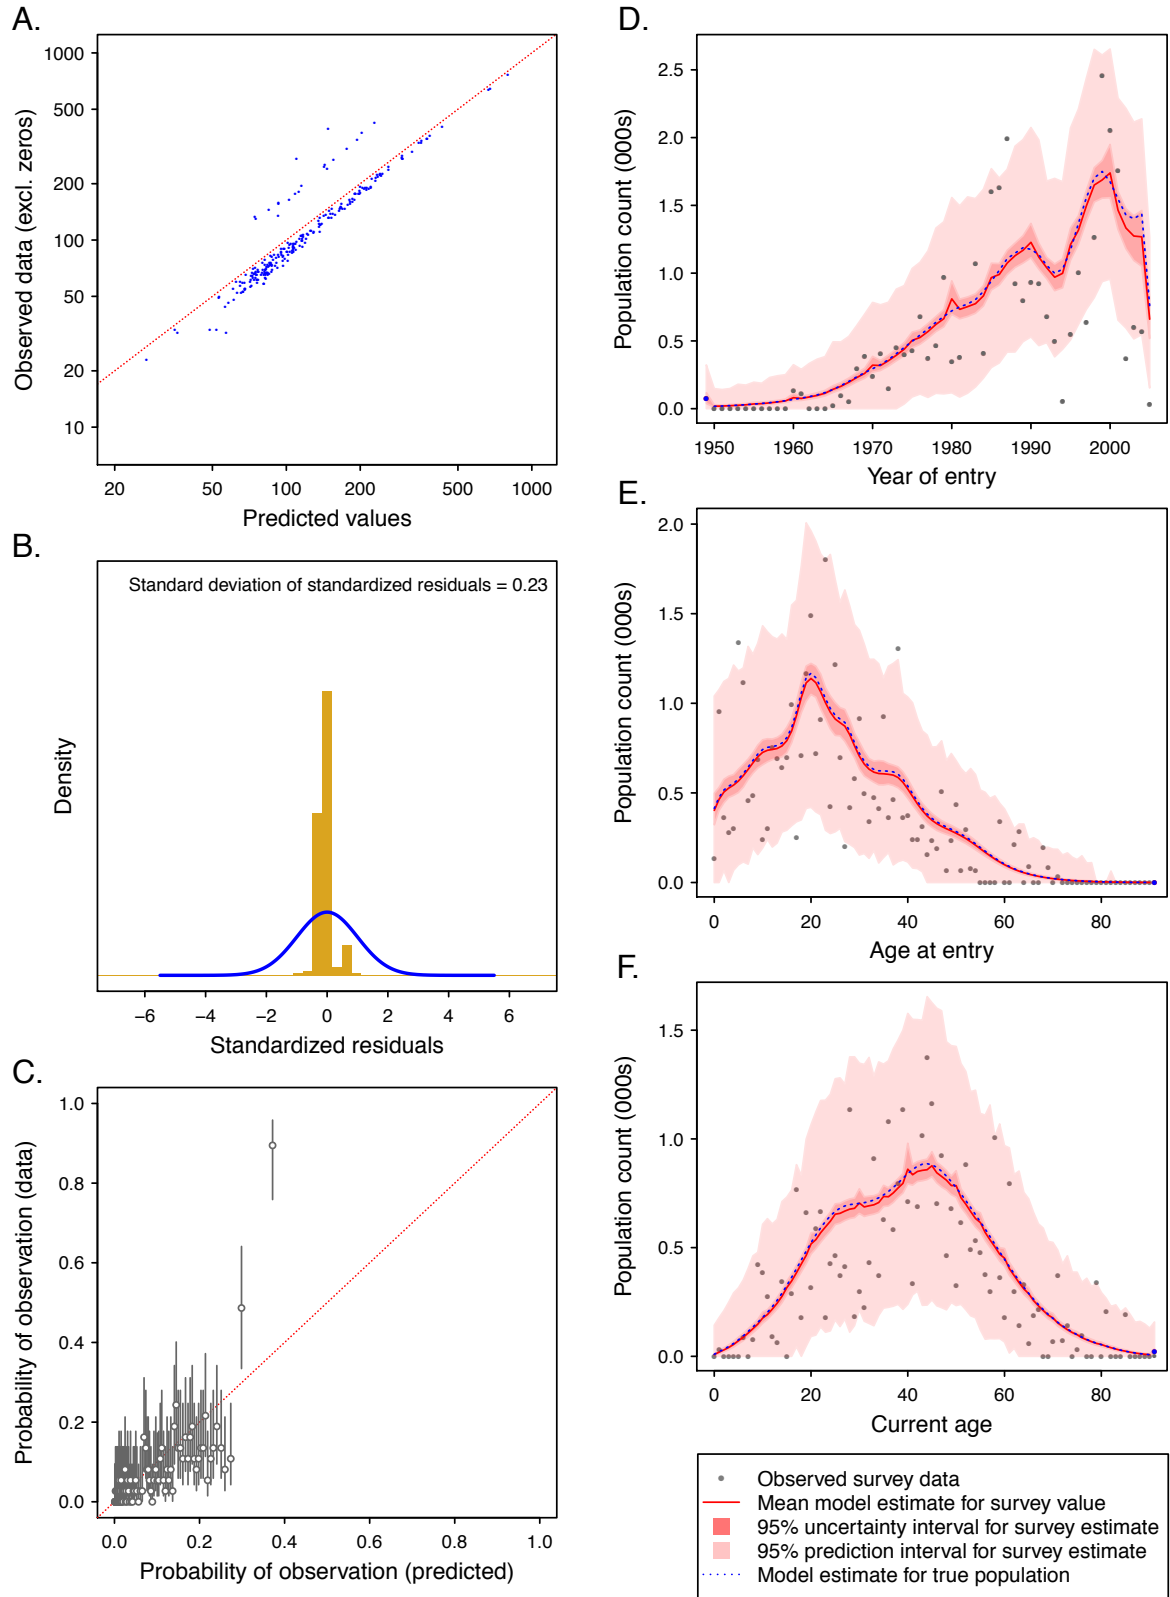 A.
Observed data (excl. zeros)
1000
500
200
100
50
20
10
20 50 100 200 500 1000
Predicted values
B.
Standard deviation of standardized residuals = 0.23
Density
−6 −4 −2 0 2 4 6
Standardized residuals
C.
Probability of observation (data)
1.0
0.8
0.6
0.4
0.2
0.0
0.0 0.2 0.4 0.6 0.8 1.0
Probability of observation (predicted)
D.
Population count (000s)
2.5
2.0
1.5
1.0
0.5
0.0
1950 1960 1970 1980 1990 2000
Year of entry
E.
Population count (000s)
2.0
1.5
1.0
0.5
0.0
0 20 40 60 80
Age at entry
F.
Population count (000s)
1.5
1.0
0.5
0.0
0 20 40 60 80
Current age
Observed survey data
Mean model estimate for survey value
95% uncertainty interval for survey estimate
95% prediction interval for survey estimate
Model estimate for true population